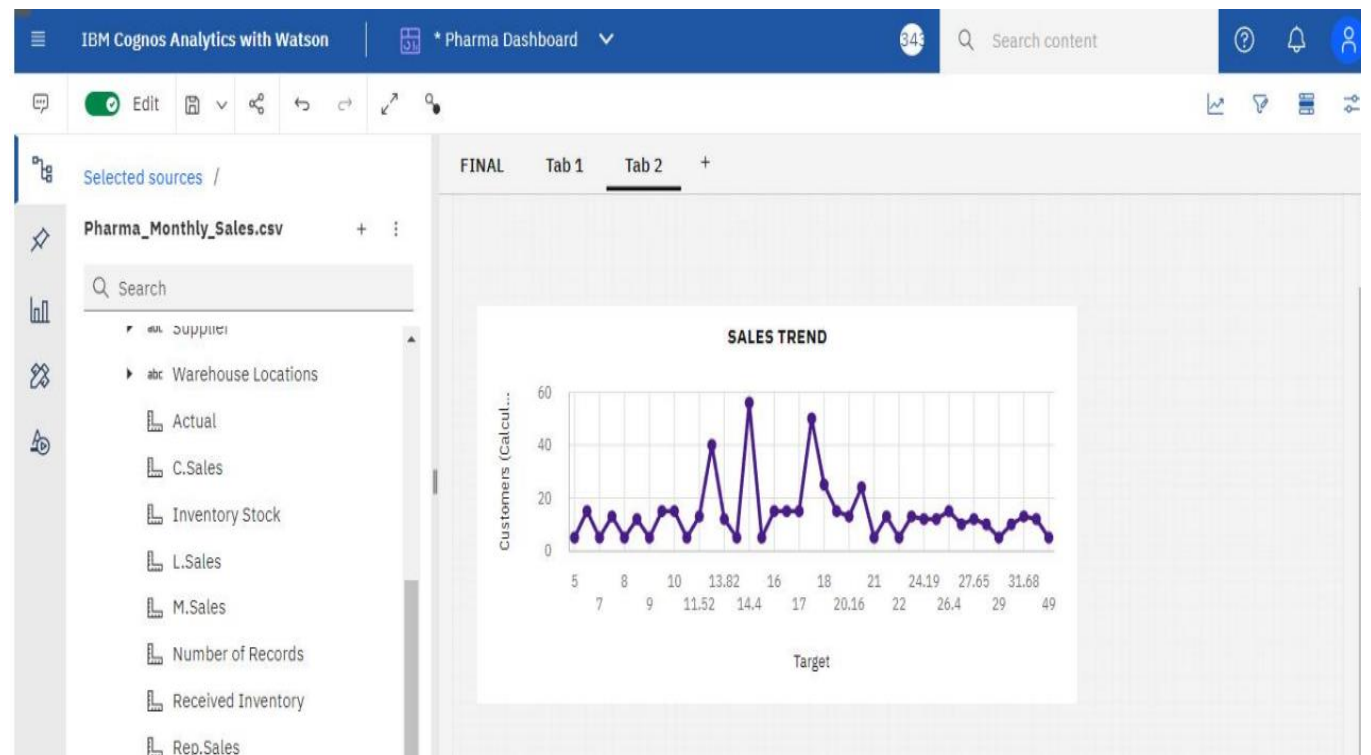 IBM Cognos Analytics with Watson
* Pharma Dashboard
343
Search content
Edit
FINAL Tab 1 Tab 2 +
Selected sources /
Pharma_Monthly_Sales.csv
Search
abc Supplier
abc Warehouse Locations
Actual
C.Sales
Inventory Stock
L.Sales
M.Sales
Number of Records
Received Inventory
Rep.Sales
SALES TREND
Customers (Calcul...
60
40
20
0
5 8 10 13.82 16 18 21 24.19 27.65 31.68
7 9 11.52 14.4 17 20.16 22 26.4 29 49
Target